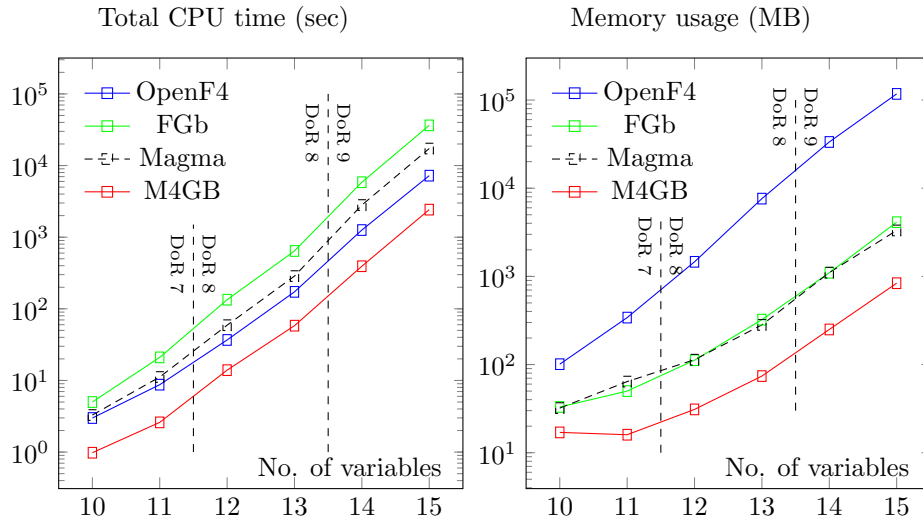 Total CPU time (sec)
10^5
10^4
10^3
10^2
10^1
10^0
OpenF4
FGb
Magma
M4GB
DoR 7
DoR 8
DoR 8
DoR 9
No. of variables
10 11 12 13 14 15
Memory usage (MB)
10^5
10^4
10^3
10^2
10^1
OpenF4
FGb
Magma
M4GB
DoR 7
DoR 8
DoR 8
DoR 9
No. of variables
10 11 12 13 14 15